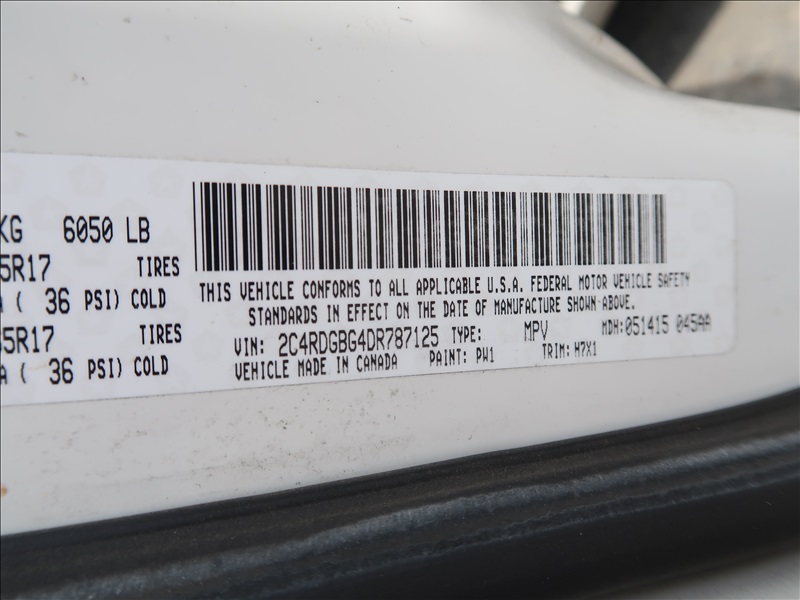 KG 6050 LB
5R17 TIRES
A ( 36 PSI) COLD
5R17 TIRES
A ( 36 PSI) COLD
THIS VEHICLE CONFORMS TO ALL APPLICABLE U.S.A. FEDERAL MOTOR VEHICLE SAFETY
STANDARDS IN EFFECT ON THE DATE OF MANUFACTURE SHOWN ABOVE.
VIN: 2C4RDGBG4DR787125 TYPE: MPV MDH: 051415 045AA
VEHICLE MADE IN CANADA PAINT: PW1 TRIM: H7X1